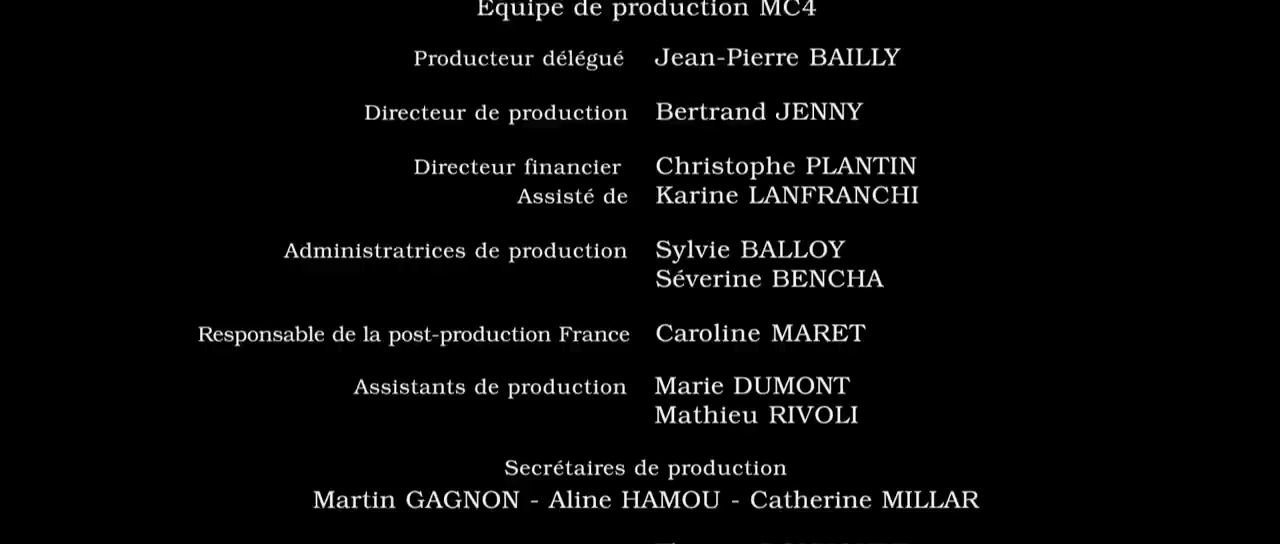 Equipe de production MC4
Producteur délégué Jean-Pierre BAILLY
Directeur de production Bertrand JENNY
Directeur financier Christophe PLANTIN
Assisté de Karine LANFRANCHI
Administratrices de production Sylvie BALLOY
Séverine BENCHA
Responsable de la post-production France Caroline MARET
Assistants de production Marie DUMONT
Mathieu RIVOLI
Secrétaires de production
Martin GAGNON - Aline HAMOU - Catherine MILLAR